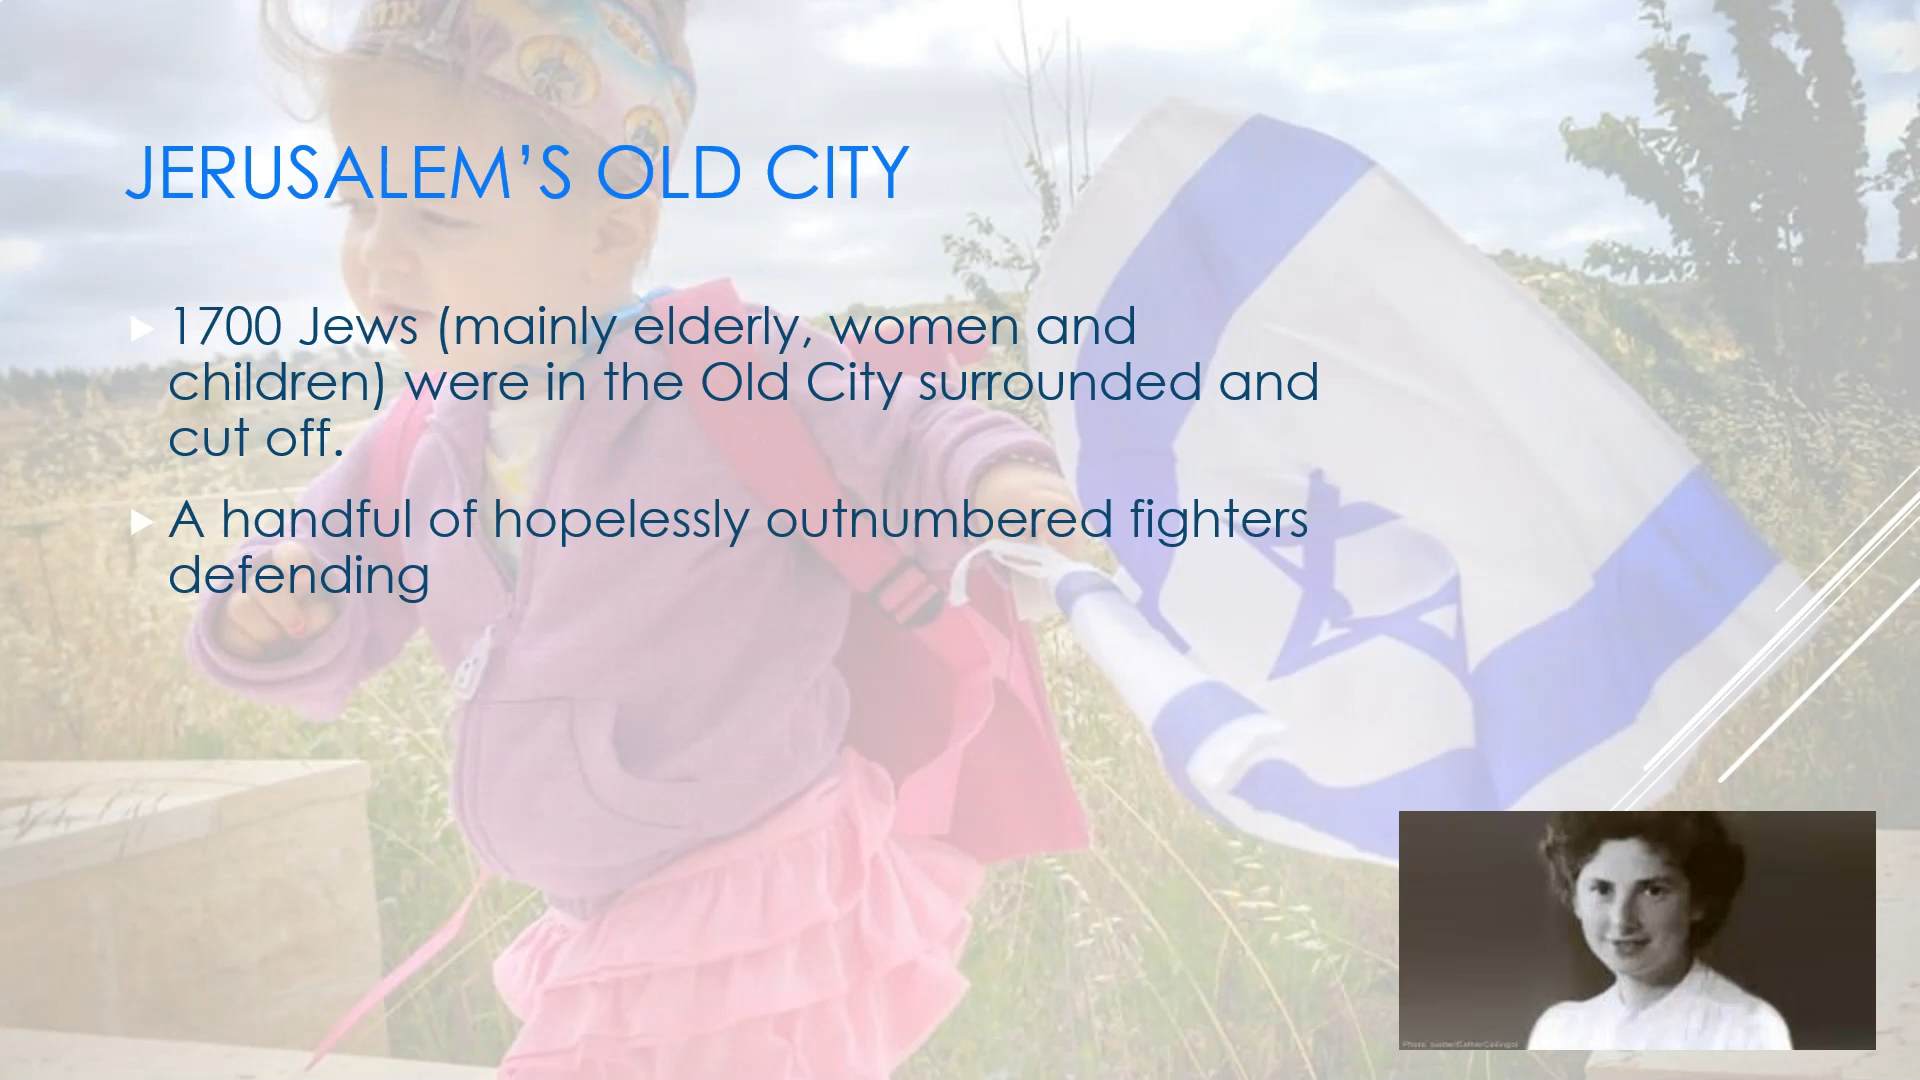 JERUSALEM’S OLD CITY
1700 Jews (mainly elderly, women and
children) were in the Old City surrounded and
cut off.
A handful of hopelessly outnumbered fighters
defending
Photo: